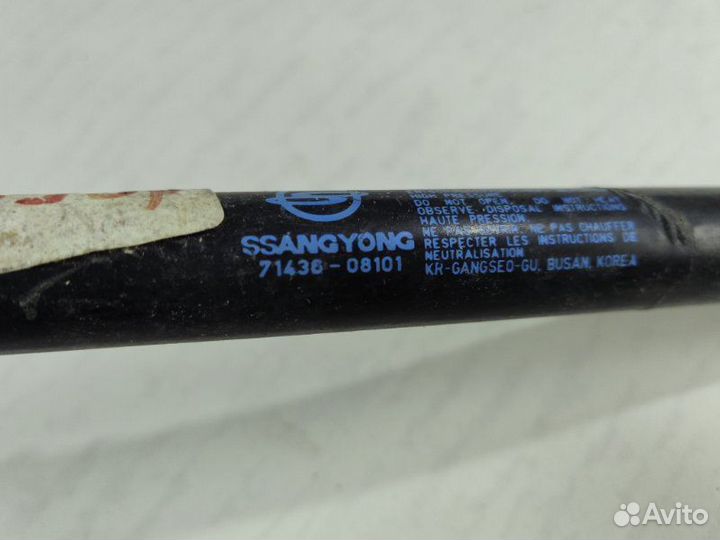 SSANGYONG
71436-08101
HIGH PRESSURE
DO NOT OPEN. DO NOT HEAT
OBSERVE DISPOSAL INSTRUCTIONS
HAUTE PRESSION
NE PAS OUVRIR, NE PAS CHAUFFER
RESPECTER LES INSTRUCTIONS DE
NEUTRALISATION
KR-GANGSEO-GU, BUSAN, KOREA
Avito